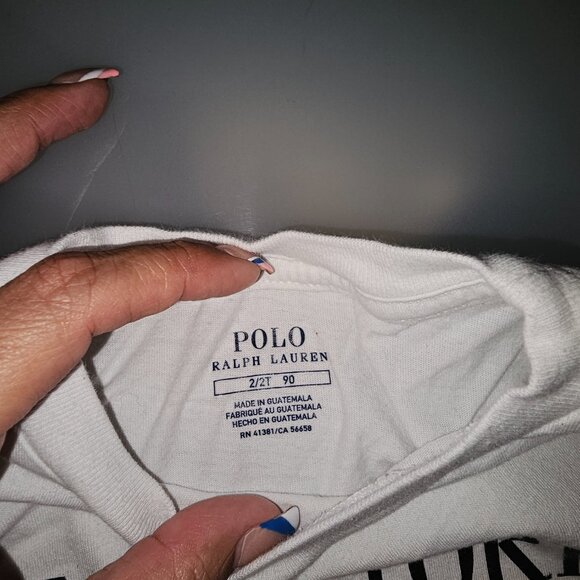 POLO
RALPH LAUREN
2/2T 90
MADE IN GUATEMALA
FABRIQUÉ AU GUATEMALA
HECHO EN GUATEMALA
RN 41381/CA 56658